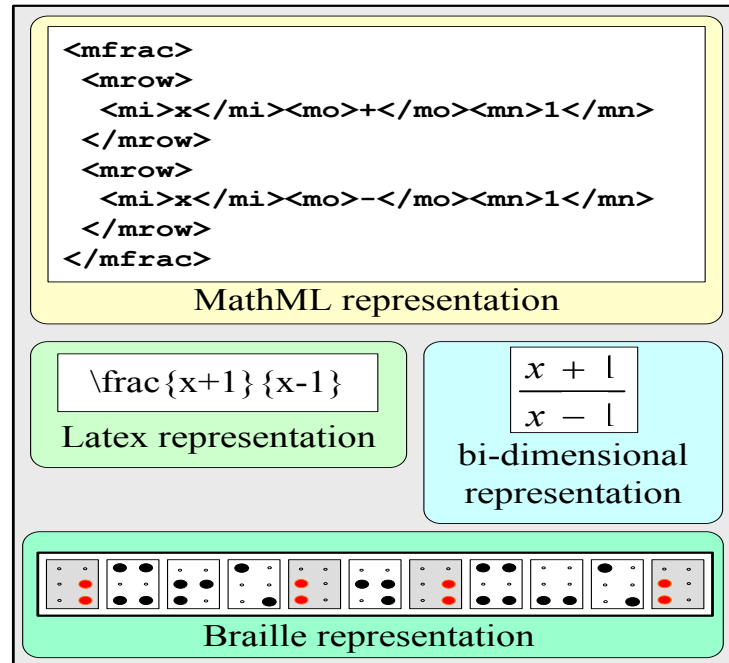 <mfrac>
<mrow>
<mi>x</mi><mo>+</mo><mn>1</mn>
</mrow>
<mrow>
<mi>x</mi><mo>-</mo><mn>1</mn>
</mrow>
</mfrac>
MathML representation
\frac{x+1}{x-1}
Latex representation
x + 1
x − 1
bi-dimensional
representation
Braille representation